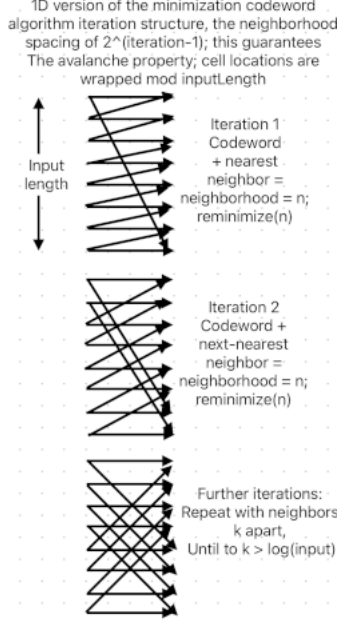 1D version of the minimization codeword
algorithm iteration structure, the neighborhood
spacing of 2^(iteration-1); this guarantees
The avalanche property; cell locations are
wrapped mod inputLength
Input
length
Iteration 1
Codeword
+ nearest
neighbor =
neighborhood = n;
reminimize(n)
Iteration 2
Codeword +
next-nearest
neighbor =
neighborhood = n;
reminimize(n)
Further iterations:
Repeat with neighbors
k apart,
Until to k > log(input)